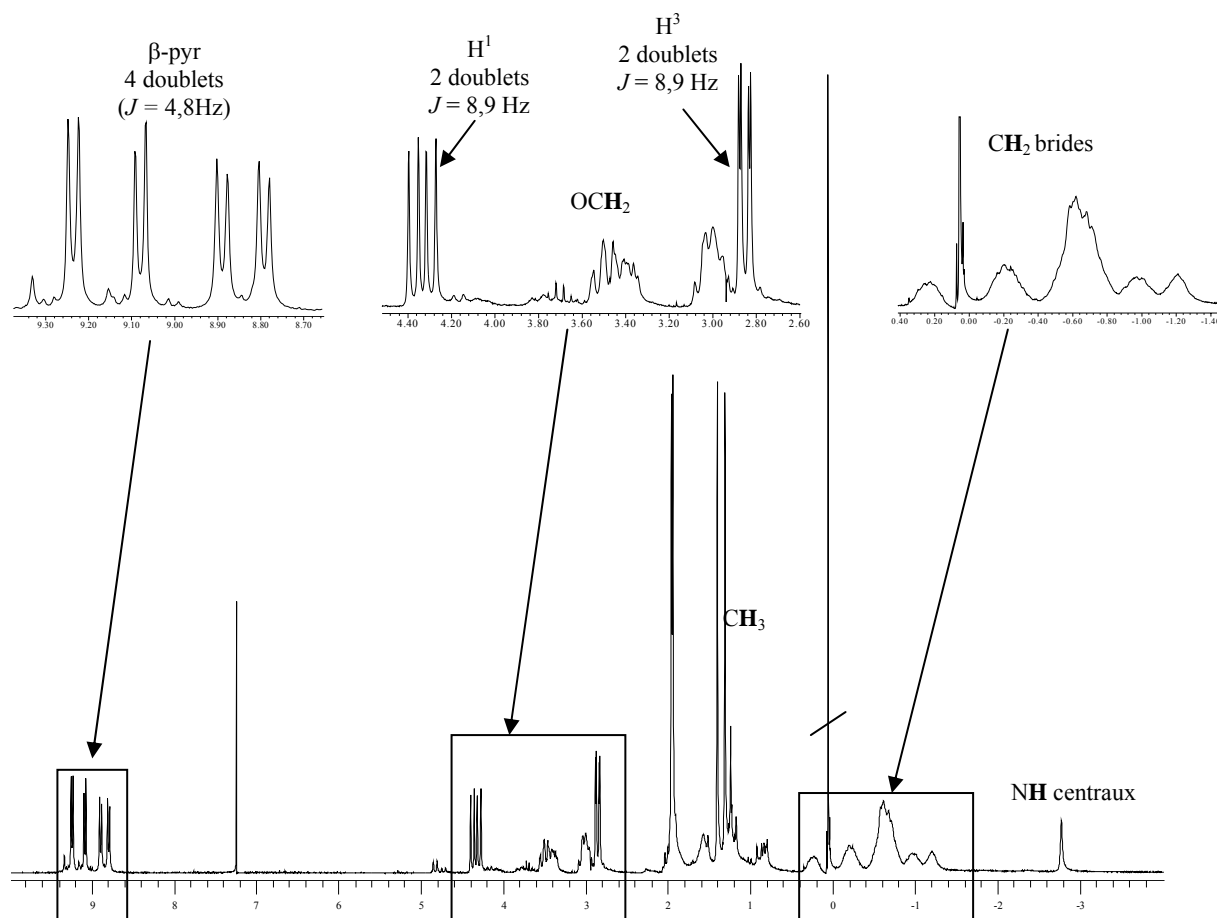 β-pyr
4 doublets
(J = 4,8Hz)
H¹
2 doublets
J = 8,9 Hz
H³
2 doublets
J = 8,9 Hz
OCH₂
CH₂ brides
9.30 9.20 9.10 9.00 8.90 8.80 8.70
4.40 4.20 4.00 3.80 3.60 3.40 3.20 3.00 2.80 2.60
0.40 0.20 0.00 -0.20 -0.40 -0.60 -0.80 -1.00 -1.20 -1.40
CH₃
NH centraux
9 8 7 6 5 4 3 2 1 0 -1 -2 -3